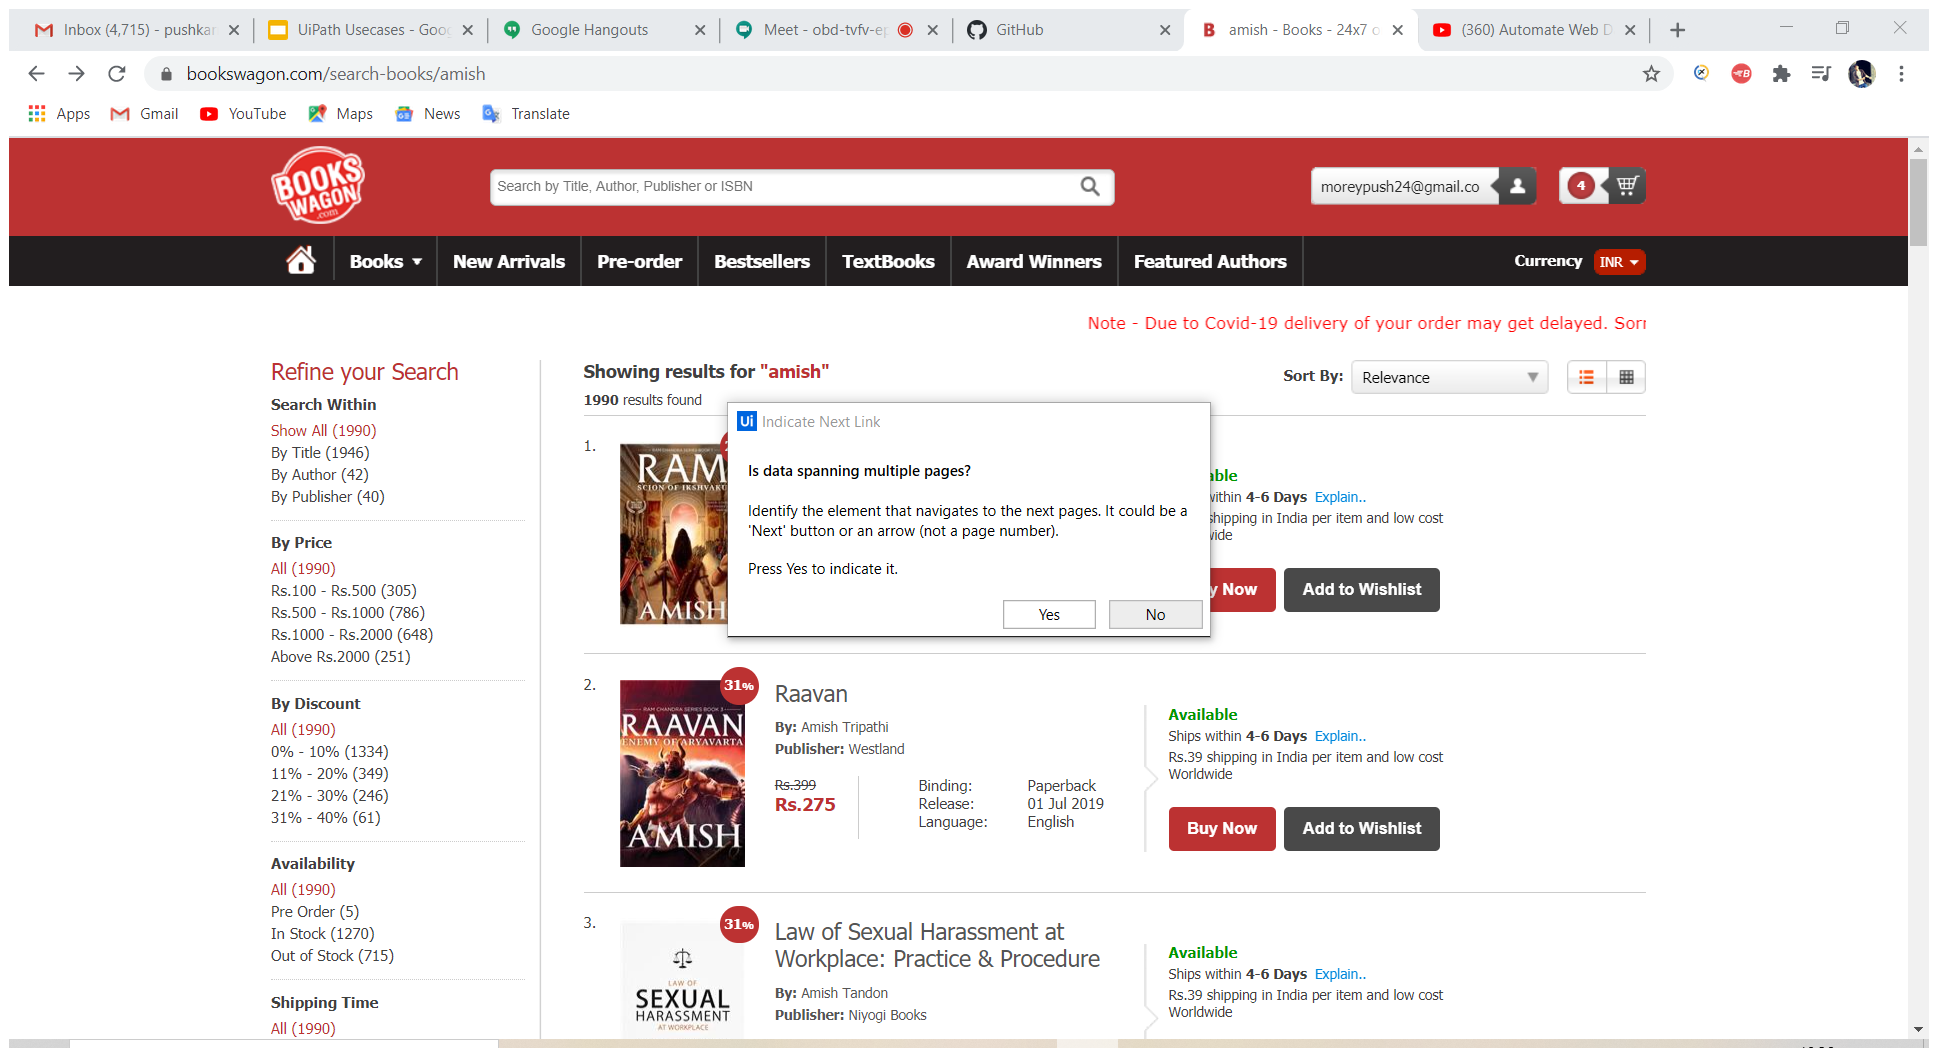 Inbox (4,715) - pushkar
UiPath Usecases - Goog
Google Hangouts
Meet - obd-tvfv-ep
GitHub
amish - Books - 24x7 o
(360) Automate Web D
bookswagon.com/search-books/amish
Apps
Gmail
YouTube
Maps
News
Translate
BOOKS
WAGON
.com
Search by Title, Author, Publisher or ISBN
moreypush24@gmail.co
4
Books
New Arrivals
Pre-order
Bestsellers
TextBooks
Award Winners
Featured Authors
Currency
INR
Note - Due to Covid-19 delivery of your order may get delayed. Sorr
Refine your Search
Search Within
Show All (1990)
By Title (1946)
By Author (42)
By Publisher (40)
By Price
All (1990)
Rs.100 - Rs.500 (305)
Rs.500 - Rs.1000 (786)
Rs.1000 - Rs.2000 (648)
Above Rs.2000 (251)
By Discount
All (1990)
0% - 10% (1334)
11% - 20% (349)
21% - 30% (246)
31% - 40% (61)
Availability
All (1990)
Pre Order (5)
In Stock (1270)
Out of Stock (715)
Shipping Time
All (1990)
Showing results for "amish"
1990 results found
Sort By:
Relevance
1.
RAM
SCION OF IKSHVAKU
AMISH
Ui Indicate Next Link
Is data spanning multiple pages?
Identify the element that navigates to the next pages. It could be a
'Next' button or an arrow (not a page number).
Press Yes to indicate it.
Yes
No
able
within 4-6 Days Explain..
shipping in India per item and low cost
wide
y Now
Add to Wishlist
2.
31%
RAM CHANDRA SERIES BOOK 3
RAAVAN
ENEMY OF ARYAVARTA
AMISH
Raavan
By: Amish Tripathi
Publisher: Westland
Rs.399
Rs.275
Binding: Paperback
Release: 01 Jul 2019
Language: English
Available
Ships within 4-6 Days Explain..
Rs.39 shipping in India per item and low cost
Worldwide
Buy Now
Add to Wishlist
3.
31%
LAW OF
SEXUAL
HARASSMENT
AT WORKPLACE
Law of Sexual Harassment at
Workplace: Practice & Procedure
By: Amish Tandon
Publisher: Niyogi Books
Available
Ships within 4-6 Days Explain..
Rs.39 shipping in India per item and low cost
Worldwide